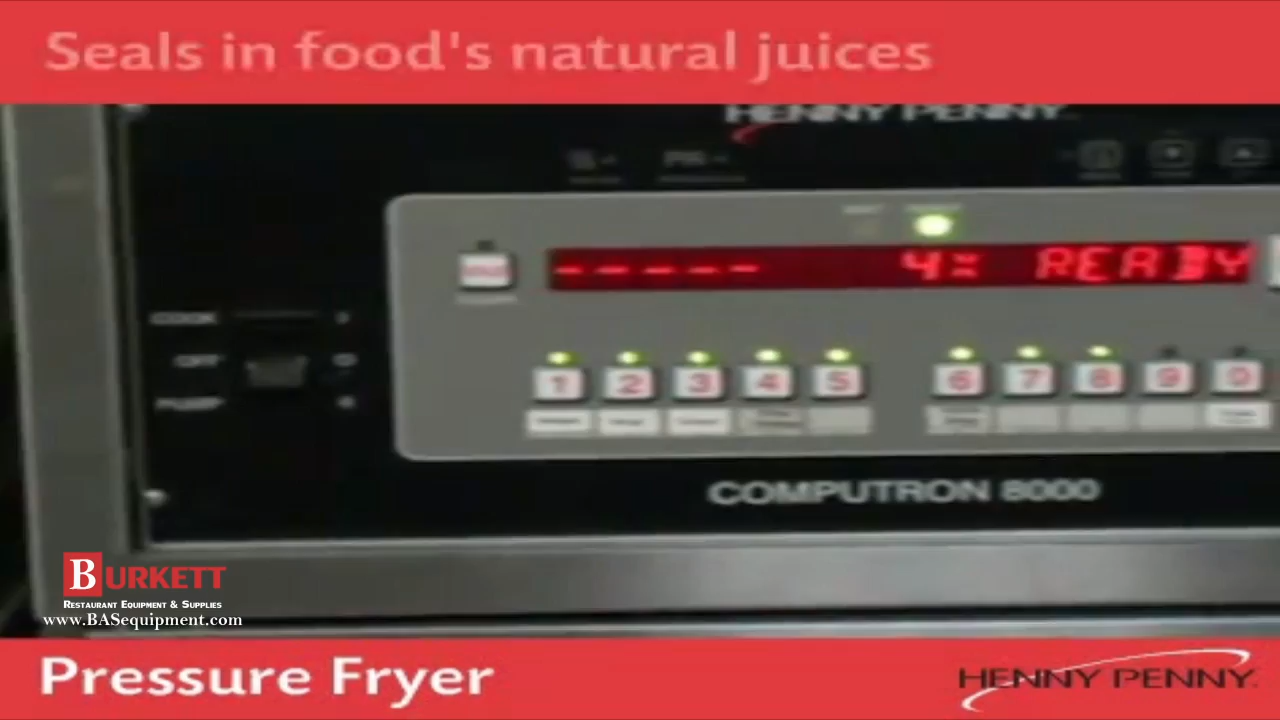 Seals in food's natural juices
HENNY PENNY
----- 4% READY
COOK
OFF
PUMP
1 2 3 4 5 6 7 8 9 0
COMPUTRON 8000
BURKETT
RESTAURANT EQUIPMENT & SUPPLIES
www.BASequipment.com
Pressure Fryer
HENNY PENNY